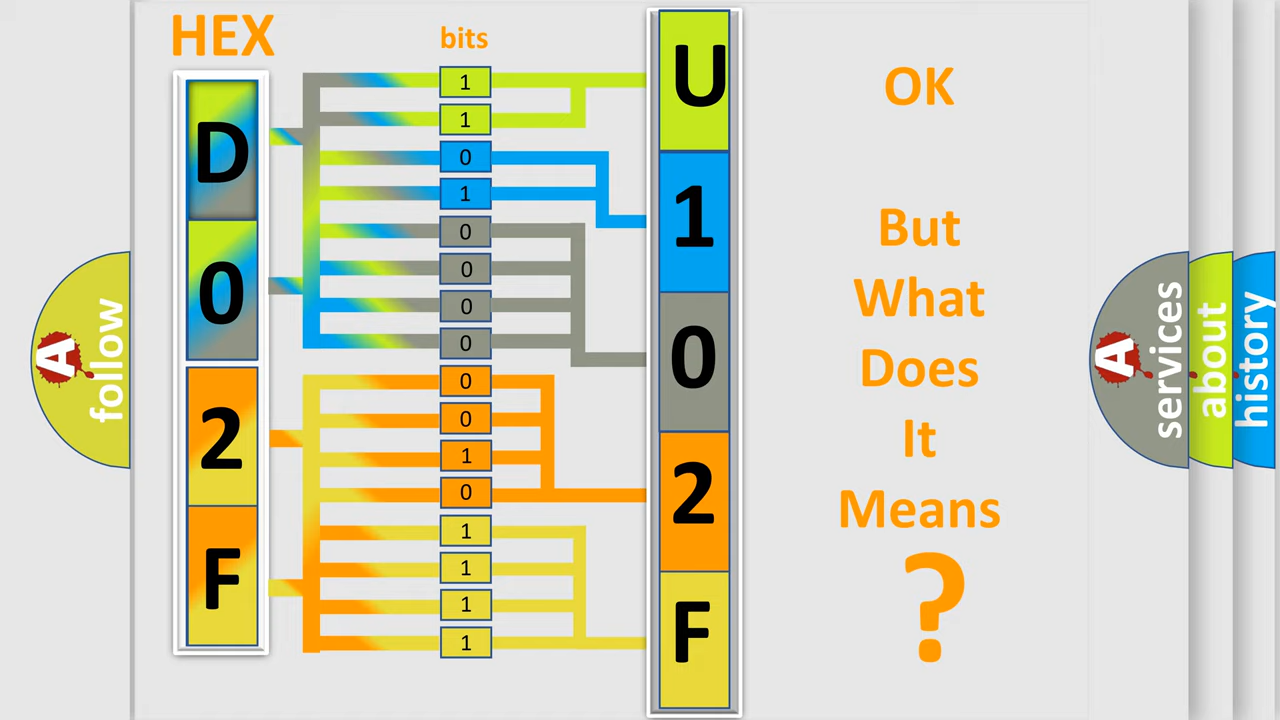 HEX
bits
D
0
2
F
1
1
0
1
0
0
0
0
0
0
1
0
1
1
1
1
U
1
0
2
F
OK
But
What
Does
It
Means
?
A
follow
A
services
about
history